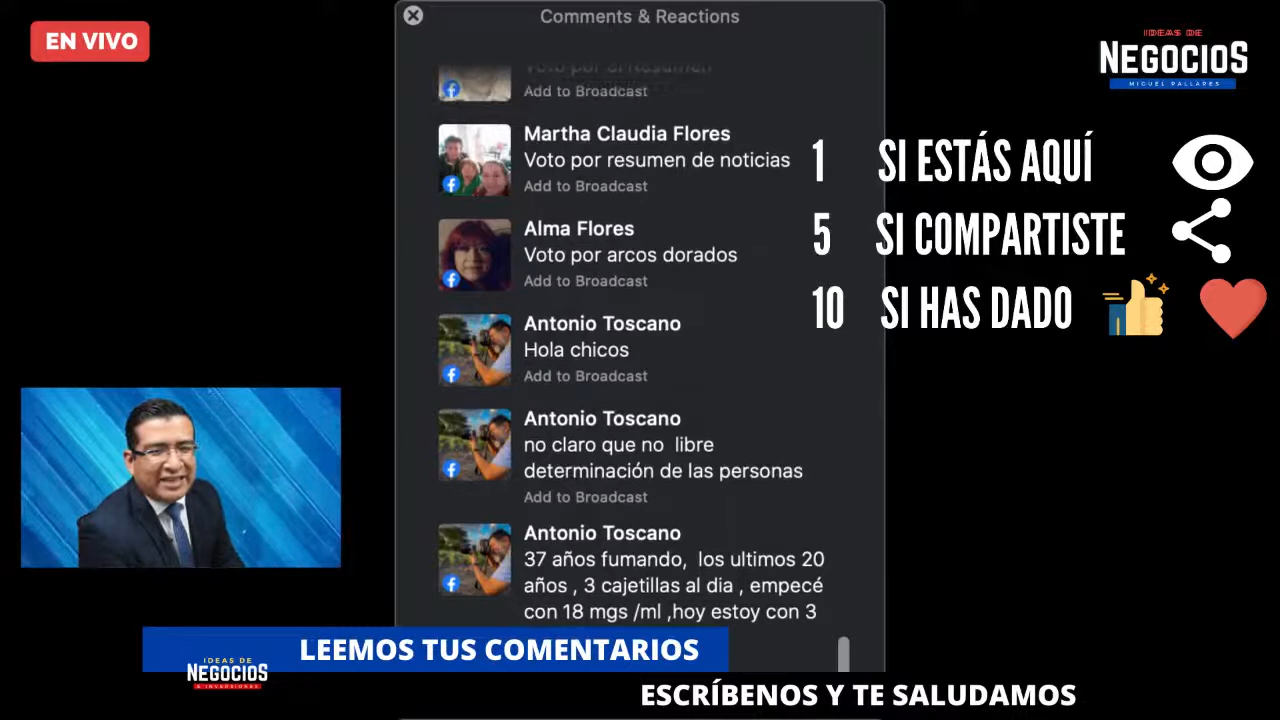 EN VIVO
Comments & Reactions
IDEAS DE
NEGOCIOS
MIGUEL PALLARES
Voto por el Resumen
Add to Broadcast
Martha Claudia Flores
Voto por resumen de noticias
Add to Broadcast
1 SI ESTÁS AQUÍ
Alma Flores
Voto por arcos dorados
Add to Broadcast
5 SI COMPARTISTE
Antonio Toscano
Hola chicos
Add to Broadcast
10 SI HAS DADO
Antonio Toscano
no claro que no libre
determinación de las personas
Add to Broadcast
Antonio Toscano
37 años fumando, los ultimos 20
años , 3 cajetillas al dia , empecé
con 18 mgs /ml ,hoy estoy con 3
LEEMOS TUS COMENTARIOS
IDEAS DE
NEGOCIOS
& INVERSIONES
ESCRÍBENOS Y TE SALUDAMOS